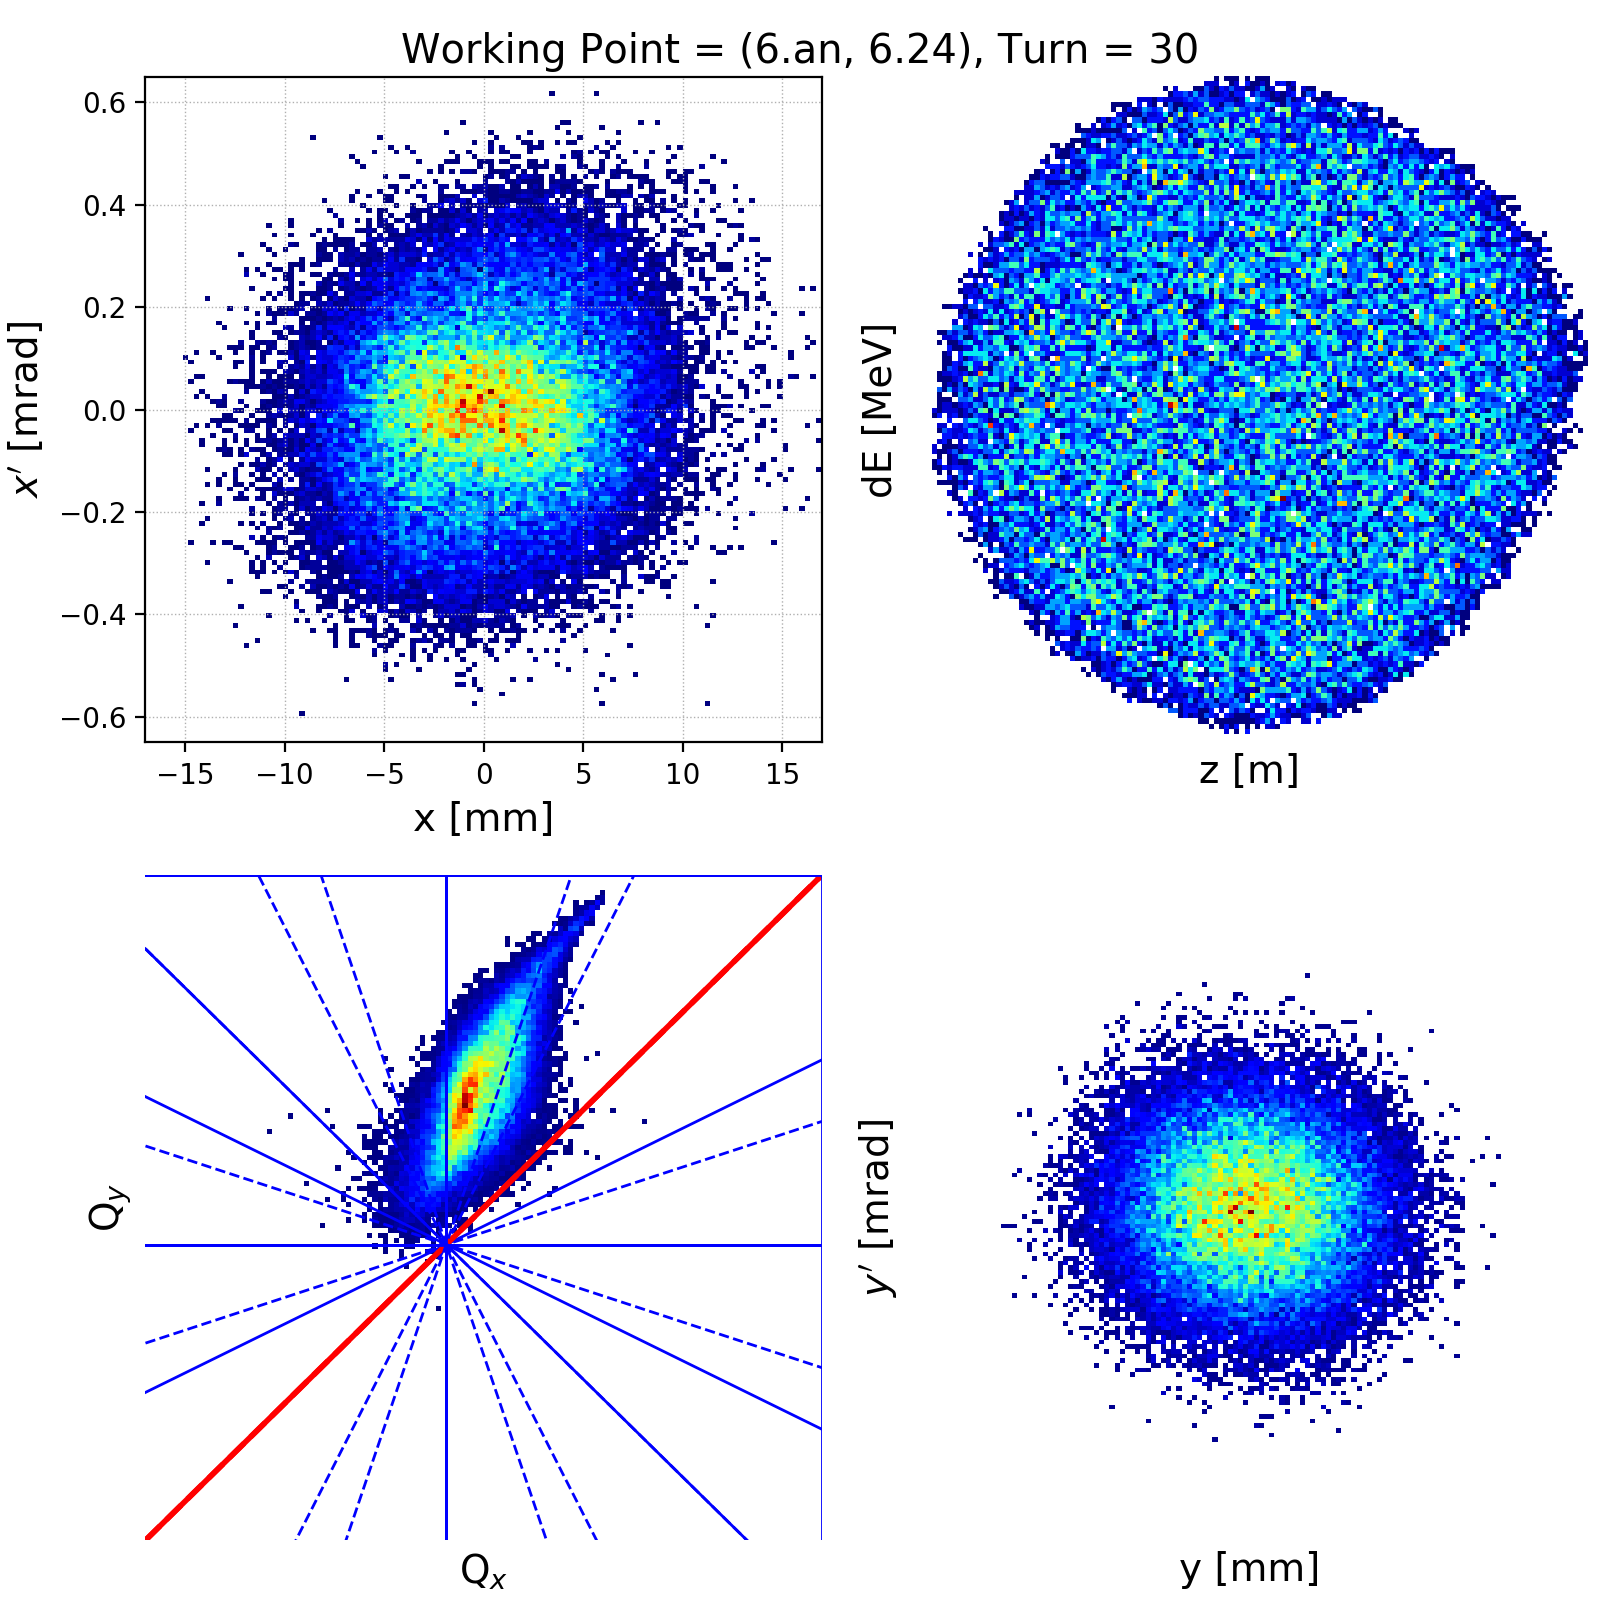 Working Point = (6.an, 6.24), Turn = 30
0.6
0.4
0.2
0.0
−0.2
−0.4
−0.6
x′ [mrad]
−15 −10 −5 0 5 10 15
x [mm]
dE [MeV]
z [m]
Qy
Qx
y′ [mrad]
y [mm]